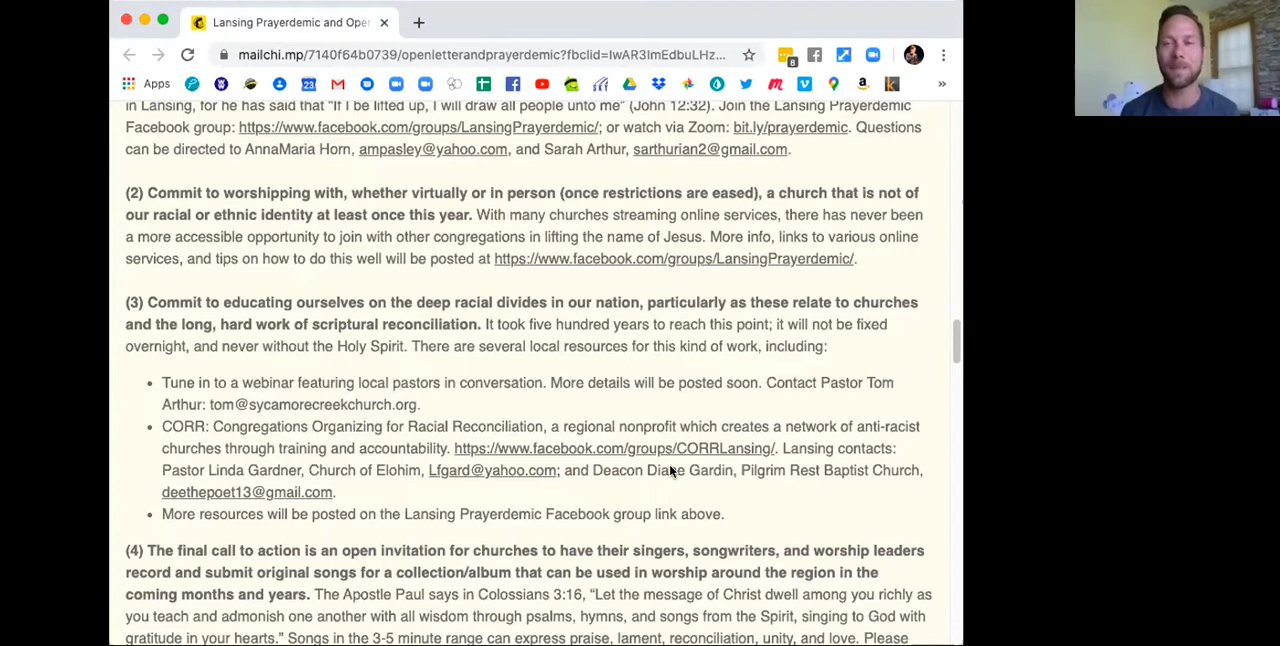 Lansing Prayerdemic and Oper
mailchi.mp/7140f64b0739/openletterandprayerdemic?fbclid=IwAR3ImEdbuLHz...
8
Apps
23
in Lansing, for he has said that “If I be lifted up, I will draw all people unto me” (John 12:32). Join the Lansing Prayerdemic
Facebook group: https://www.facebook.com/groups/LansingPrayerdemic/; or watch via Zoom: bit.ly/prayerdemic. Questions
can be directed to AnnaMaria Horn, ampasley@yahoo.com, and Sarah Arthur, sarthurian2@gmail.com.
(2) Commit to worshipping with, whether virtually or in person (once restrictions are eased), a church that is not of
our racial or ethnic identity at least once this year. With many churches streaming online services, there has never been
a more accessible opportunity to join with other congregations in lifting the name of Jesus. More info, links to various online
services, and tips on how to do this well will be posted at https://www.facebook.com/groups/LansingPrayerdemic/.
(3) Commit to educating ourselves on the deep racial divides in our nation, particularly as these relate to churches
and the long, hard work of scriptural reconciliation. It took five hundred years to reach this point; it will not be fixed
overnight, and never without the Holy Spirit. There are several local resources for this kind of work, including:
• Tune in to a webinar featuring local pastors in conversation. More details will be posted soon. Contact Pastor Tom
Arthur: tom@sycamorecreekchurch.org.
• CORR: Congregations Organizing for Racial Reconciliation, a regional nonprofit which creates a network of anti-racist
churches through training and accountability. https://www.facebook.com/groups/CORRLansing/. Lansing contacts:
Pastor Linda Gardner, Church of Elohim, Lfgard@yahoo.com; and Deacon Diane Gardin, Pilgrim Rest Baptist Church,
deethepoet13@gmail.com.
• More resources will be posted on the Lansing Prayerdemic Facebook group link above.
(4) The final call to action is an open invitation for churches to have their singers, songwriters, and worship leaders
record and submit original songs for a collection/album that can be used in worship around the region in the
coming months and years. The Apostle Paul says in Colossians 3:16, “Let the message of Christ dwell among you richly as
you teach and admonish one another with all wisdom through psalms, hymns, and songs from the Spirit, singing to God with
gratitude in your hearts.” Songs in the 3-5 minute range can express praise, lament, reconciliation, unity, and love. Please